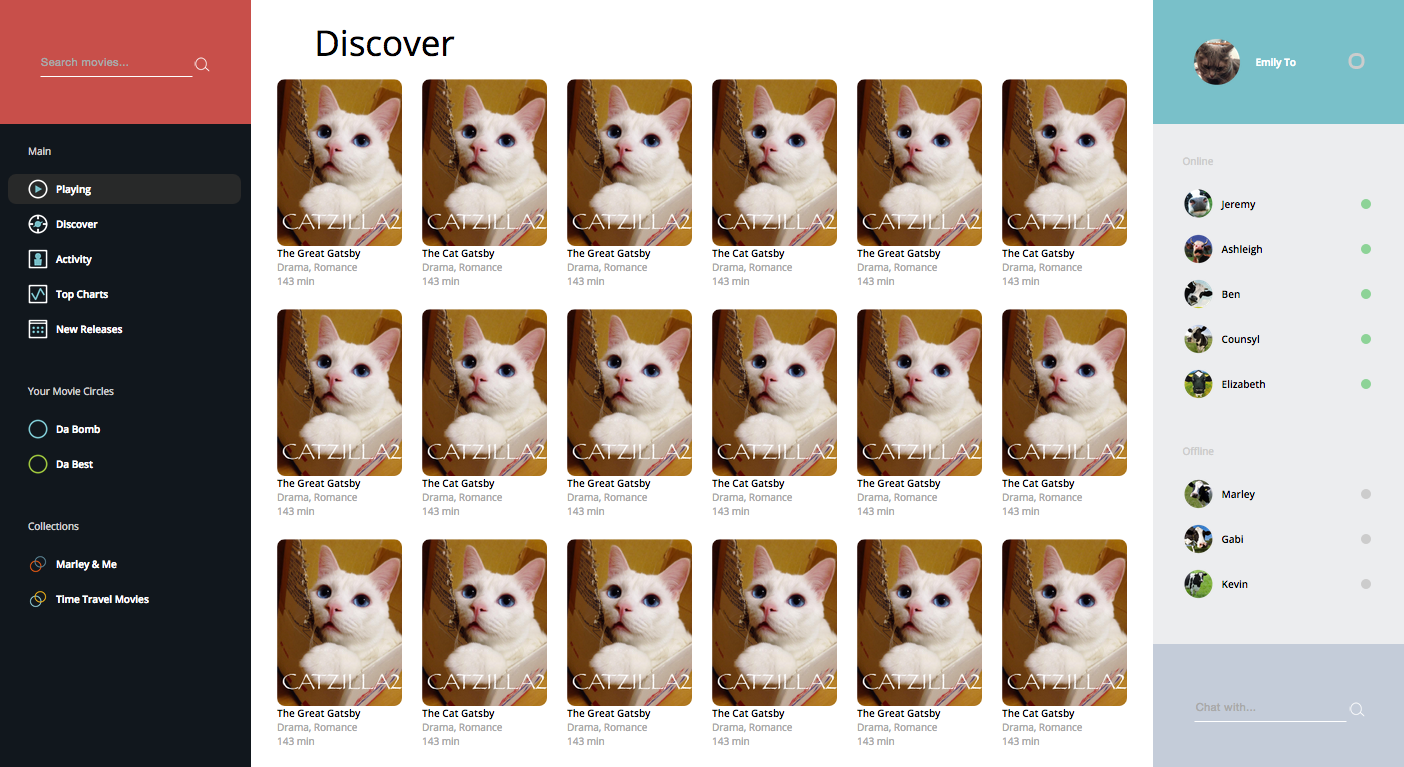 Search movies...
Main
Playing
Discover
Activity
Top Charts
New Releases
Your Movie Circles
Da Bomb
Da Best
Collections
Marley & Me
Time Travel Movies
Discover
CATZILLA2 CATZILLA2 CATZILLA2 CATZILLA2 CATZILLA2 CATZILLA2
The Great Gatsby The Cat Gatsby The Great Gatsby The Cat Gatsby The Great Gatsby The Cat Gatsby
Drama, Romance Drama, Romance Drama, Romance Drama, Romance Drama, Romance Drama, Romance
143 min 143 min 143 min 143 min 143 min 143 min
CATZILLA2 CATZILLA2 CATZILLA2 CATZILLA2 CATZILLA2 CATZILLA2
The Great Gatsby The Cat Gatsby The Great Gatsby The Cat Gatsby The Great Gatsby The Cat Gatsby
Drama, Romance Drama, Romance Drama, Romance Drama, Romance Drama, Romance Drama, Romance
143 min 143 min 143 min 143 min 143 min 143 min
CATZILLA2 CATZILLA2 CATZILLA2 CATZILLA2 CATZILLA2 CATZILLA2
The Great Gatsby The Cat Gatsby The Great Gatsby The Cat Gatsby The Great Gatsby The Cat Gatsby
Drama, Romance Drama, Romance Drama, Romance Drama, Romance Drama, Romance Drama, Romance
143 min 143 min 143 min 143 min 143 min 143 min
Emily To
Online
Jeremy
Ashleigh
Ben
Counsyl
Elizabeth
Offline
Marley
Gabi
Kevin
Chat with...